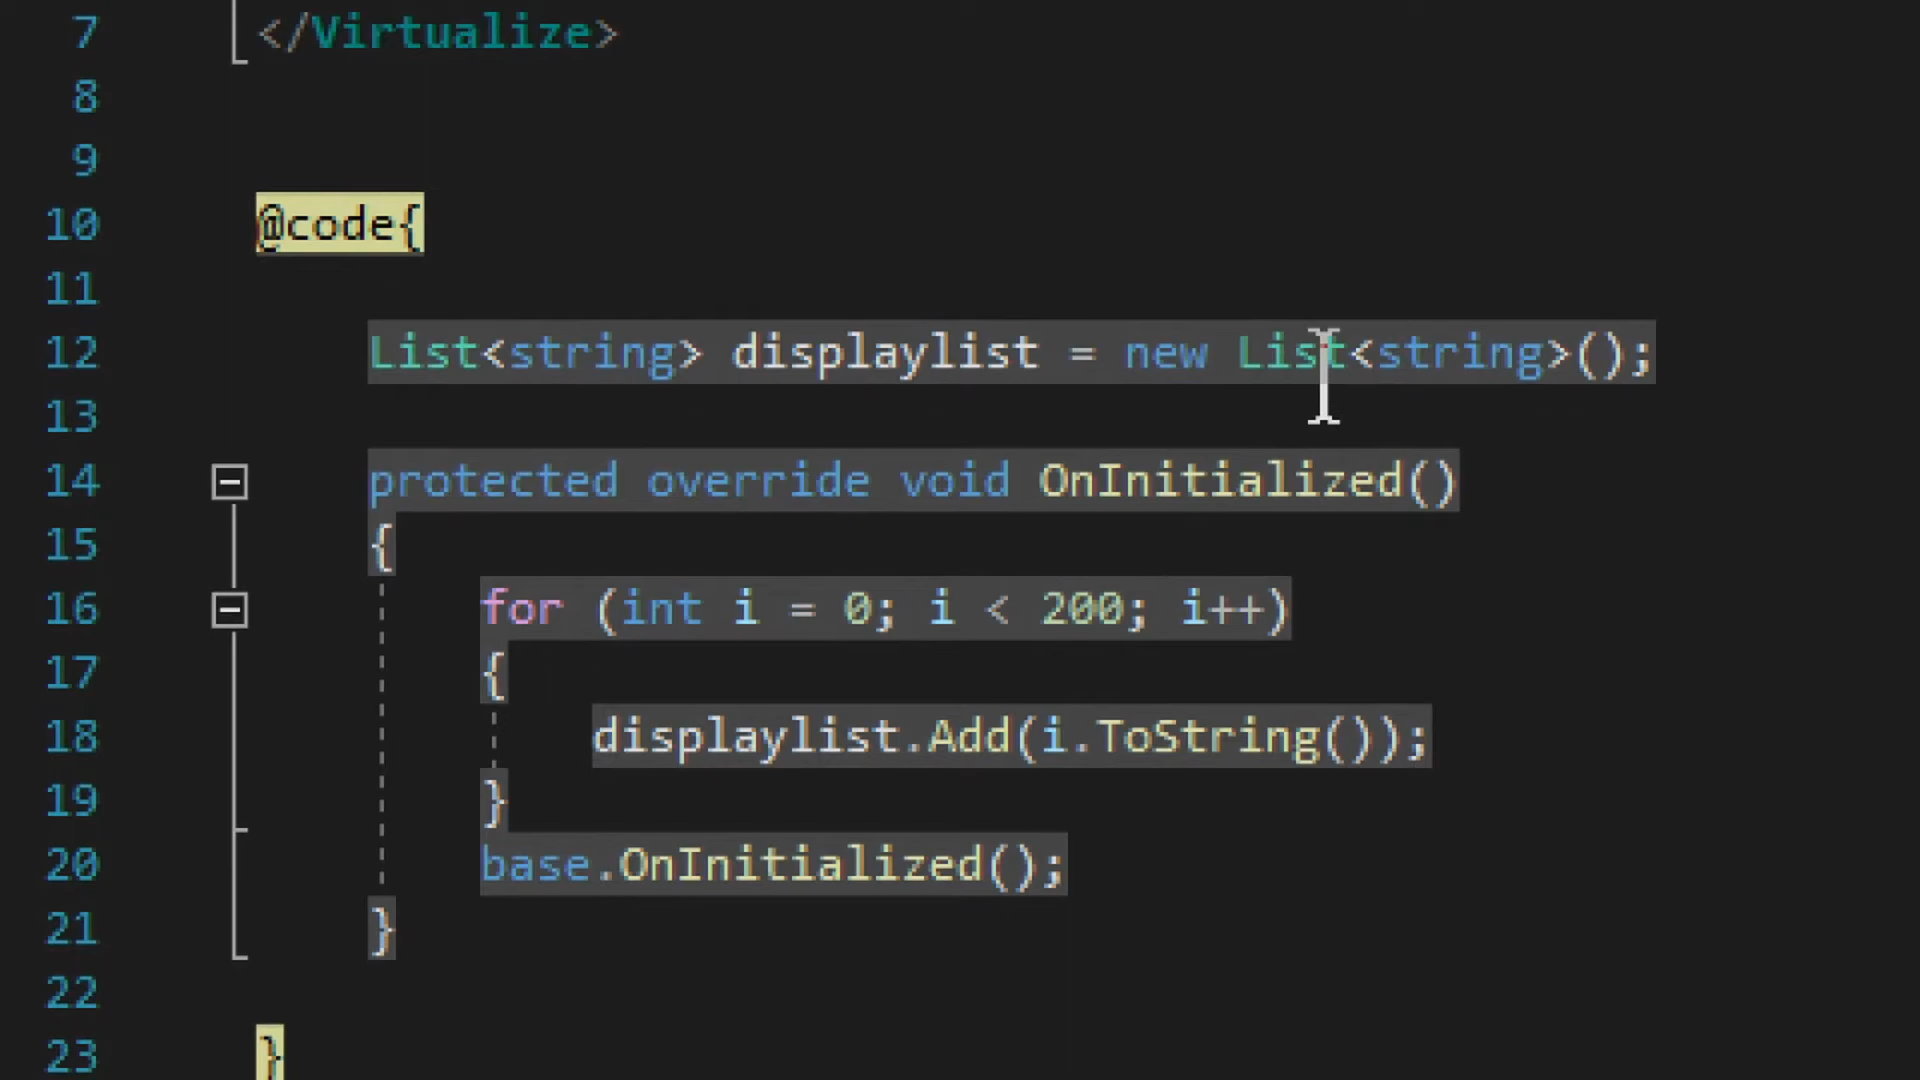 7 </Virtualize>
8
9
10 @code{
11
12 List<string> displaylist = new List<string>();
13
14 protected override void OnInitialized()
15 {
16 for (int i = 0; i < 200; i++)
17 {
18 displaylist.Add(i.ToString());
19 }
20 base.OnInitialized();
21 }
22
23 }